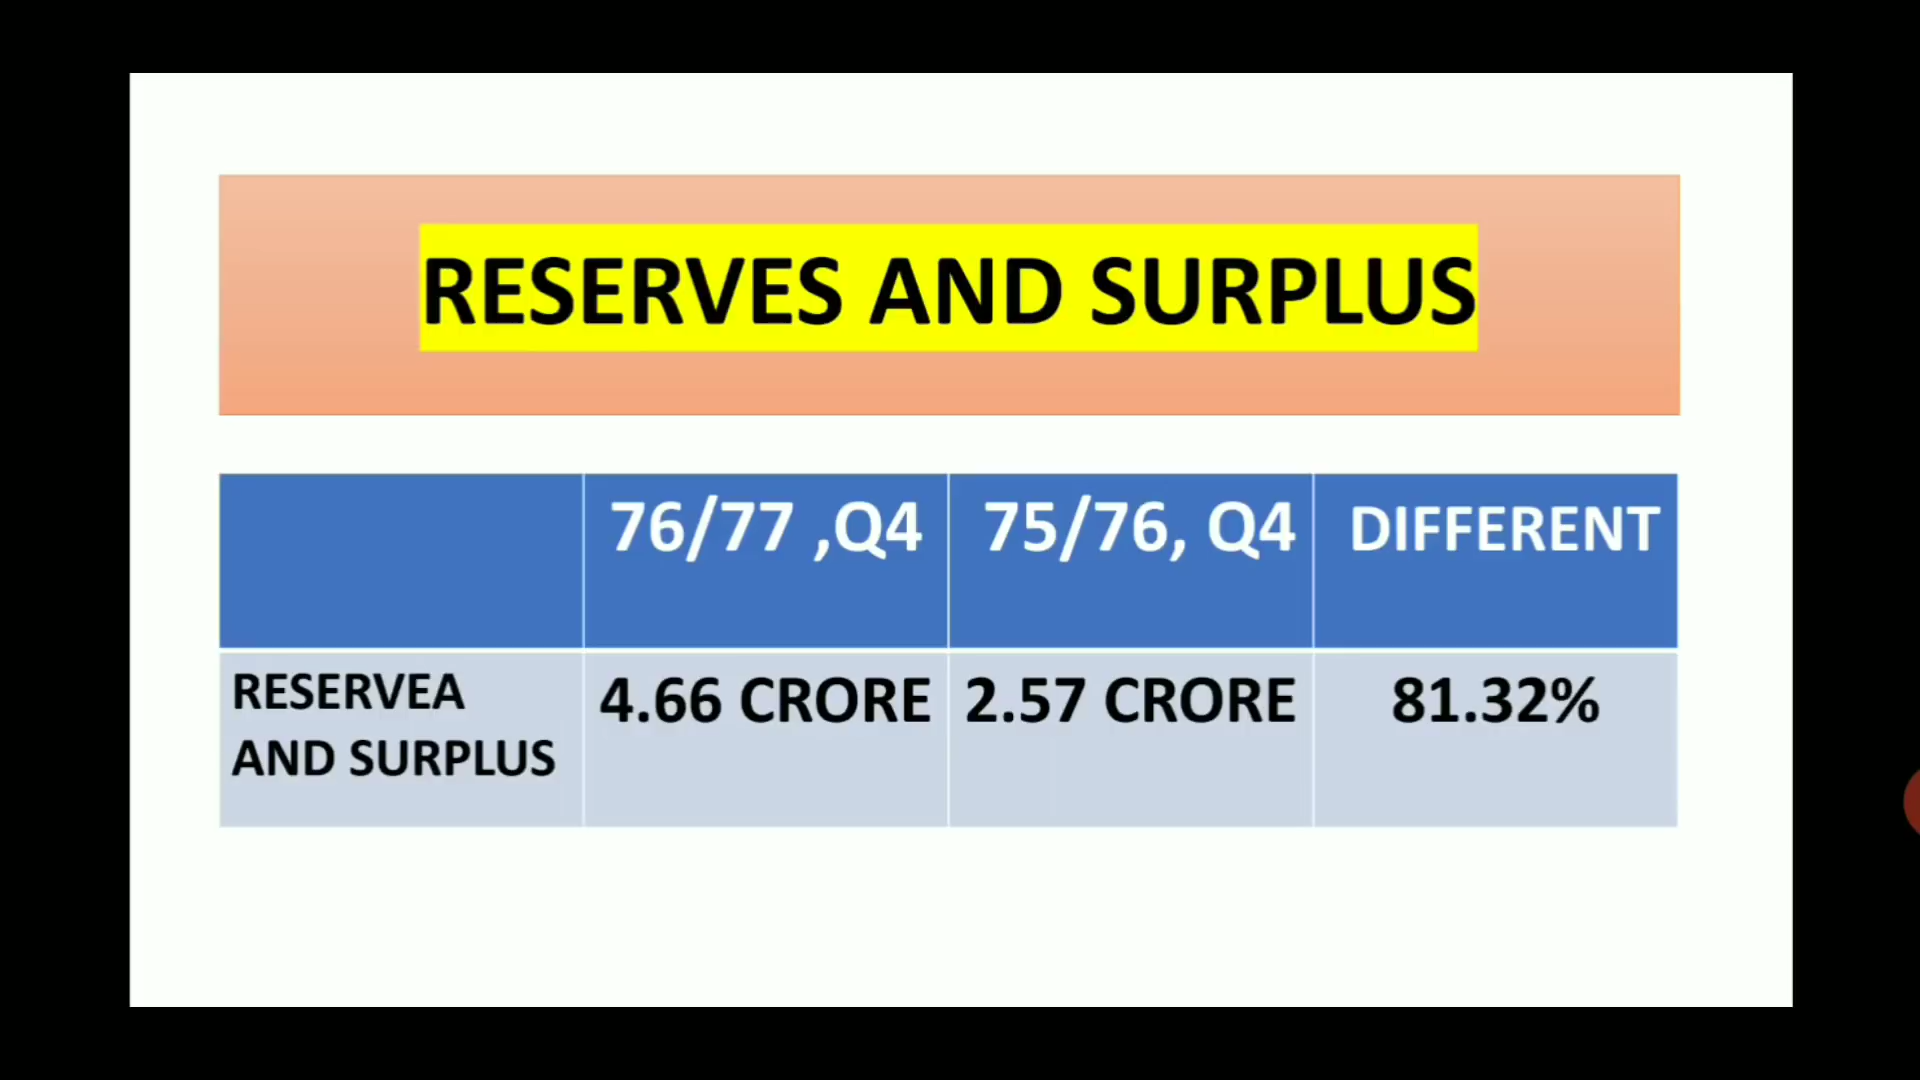 RESERVES AND SURPLUS
76/77 ,Q4 75/76, Q4 DIFFERENT
RESERVEA 4.66 CRORE 2.57 CRORE 81.32%
AND SURPLUS